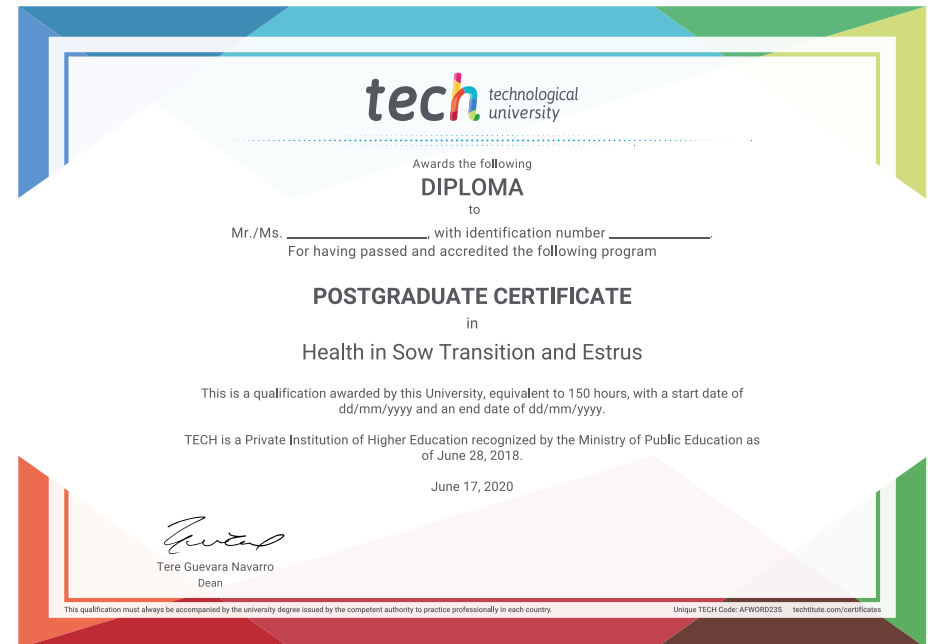 tech technological
university
Awards the following
DIPLOMA
to
Mr./Ms. ____________________, with identification number ______________.
For having passed and accredited the following program
POSTGRADUATE CERTIFICATE
in
Health in Sow Transition and Estrus
This is a qualification awarded by this University, equivalent to 150 hours, with a start date of
dd/mm/yyyy and an end date of dd/mm/yyyy.
TECH is a Private Institution of Higher Education recognized by the Ministry of Public Education as
of June 28, 2018.
June 17, 2020
Tere Guevara Navarro
Dean
This qualification must always be accompanied by the university degree issued by the competent authority to practice professionally in each country.
Unique TECH Code: AFWORD23S techtitute.com/certificates